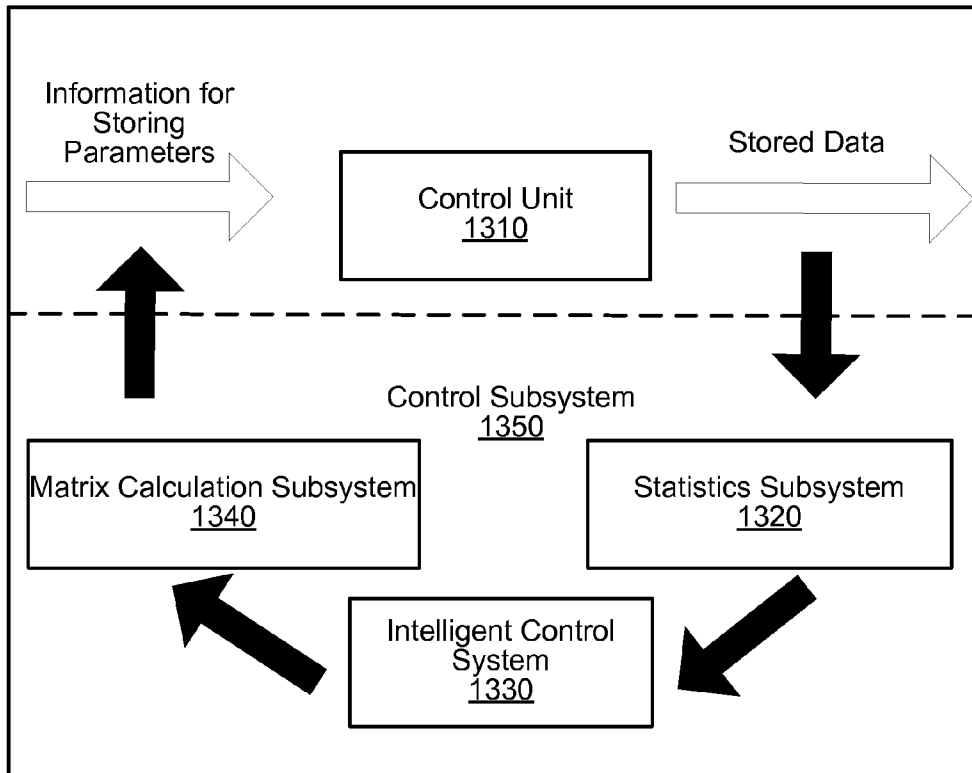 Information for
Storing
Parameters
Stored Data
Control Unit
1310
Control Subsystem
1350
Matrix Calculation Subsystem
1340
Statistics Subsystem
1320
Intelligent Control
System
1330